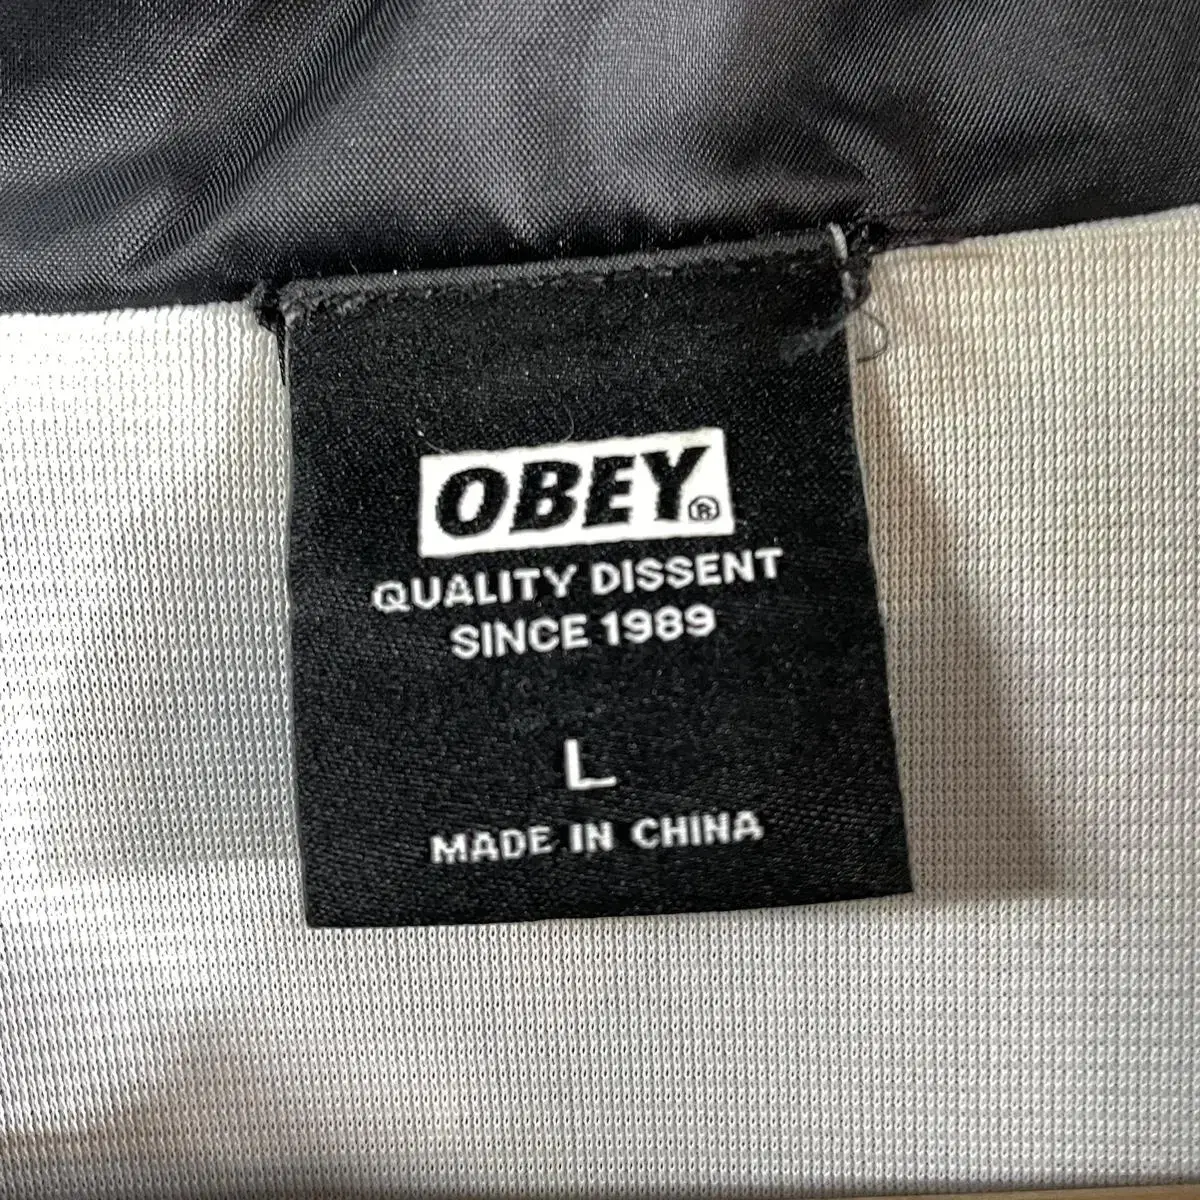 OBEY®
QUALITY DISSENT
SINCE 1989
L
MADE IN CHINA